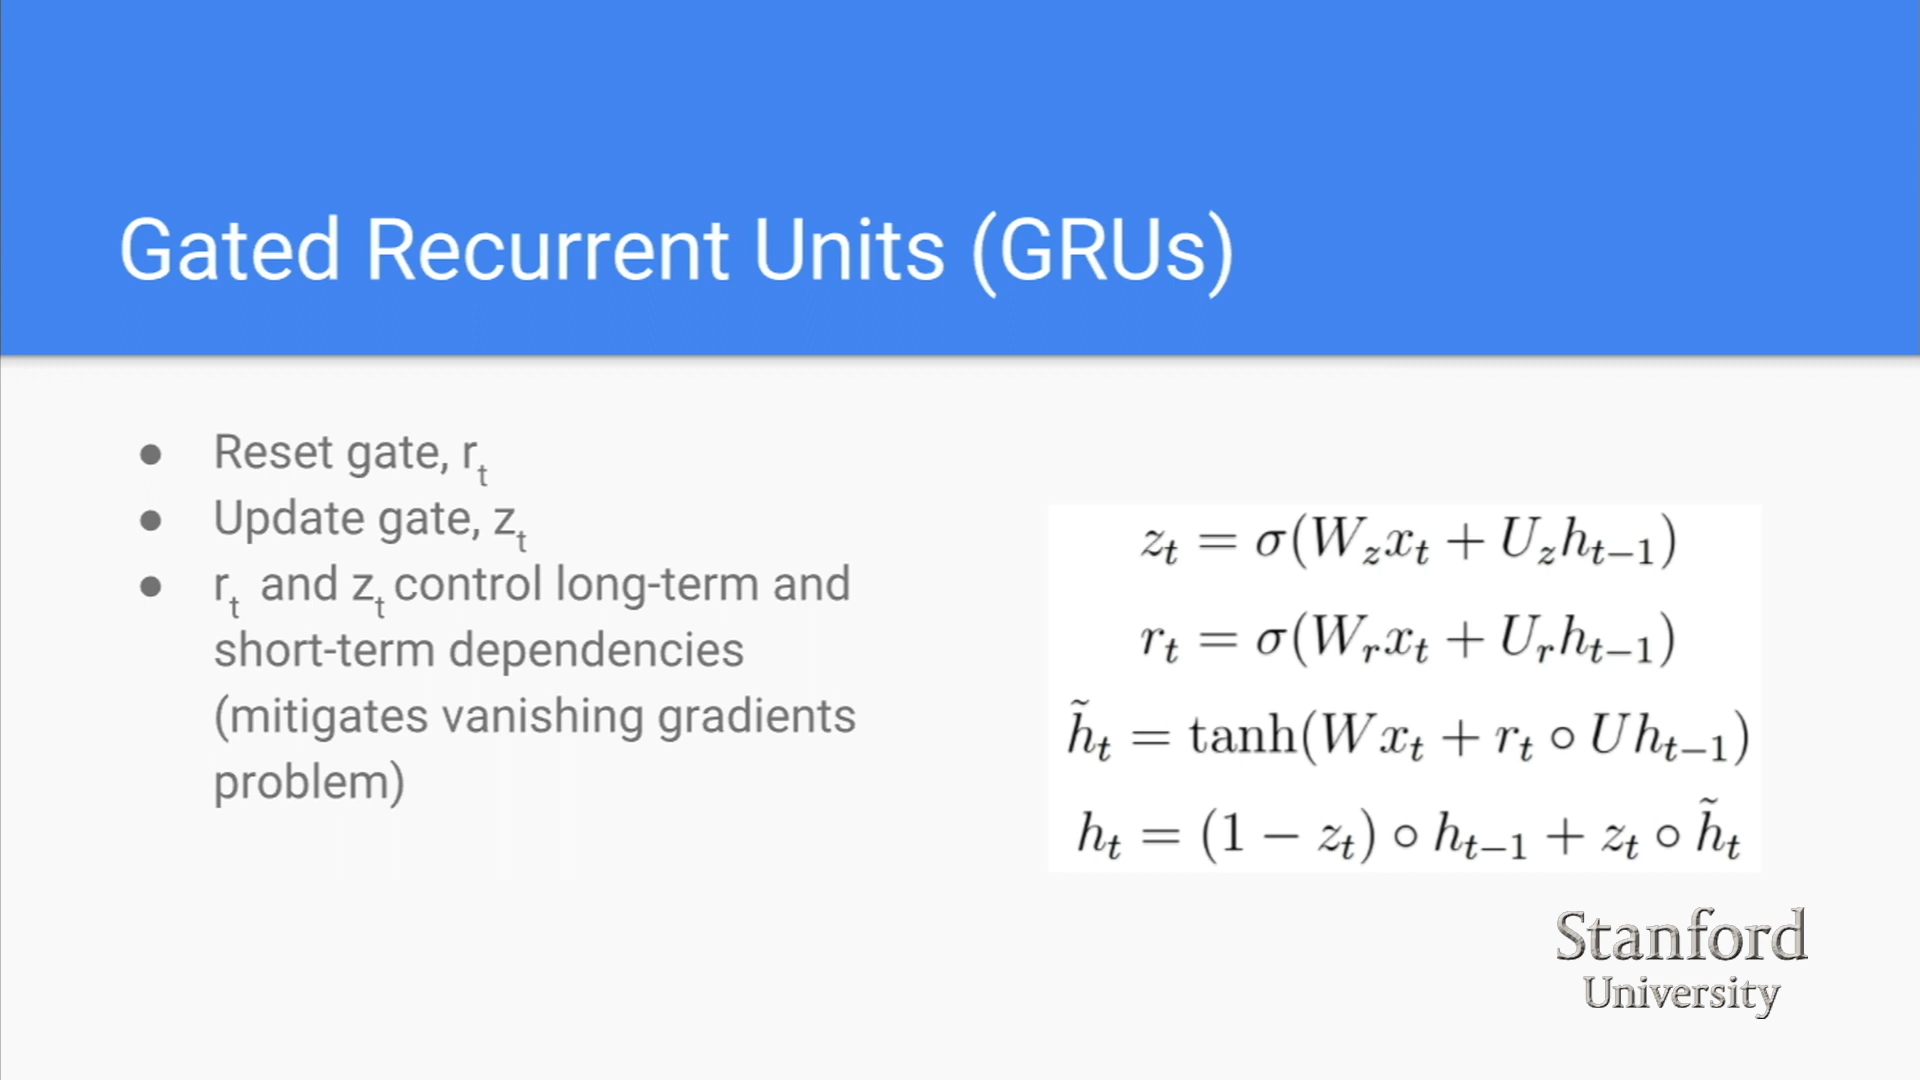 Gated Recurrent Units (GRUs)
● Reset gate, r_t
● Update gate, z_t
● r_t and z_t control long-term and
short-term dependencies
(mitigates vanishing gradients
problem)
z_t = σ(W_z x_t + U_z h_{t−1})
r_t = σ(W_r x_t + U_r h_{t−1})
h̃_t = tanh(W x_t + r_t ∘ U h_{t−1})
h_t = (1 − z_t) ∘ h_{t−1} + z_t ∘ h̃_t
Stanford
University